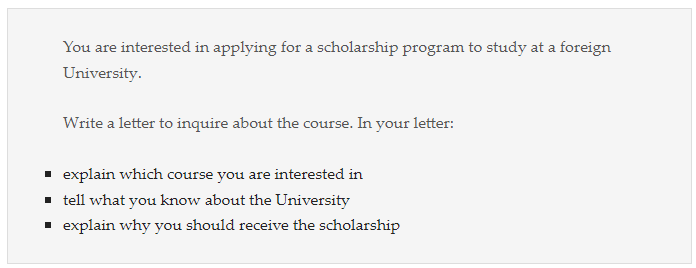 You are interested in applying for a scholarship program to study at a foreign
University.
Write a letter to inquire about the course. In your letter:
explain which course you are interested in
tell what you know about the University
explain why you should receive the scholarship